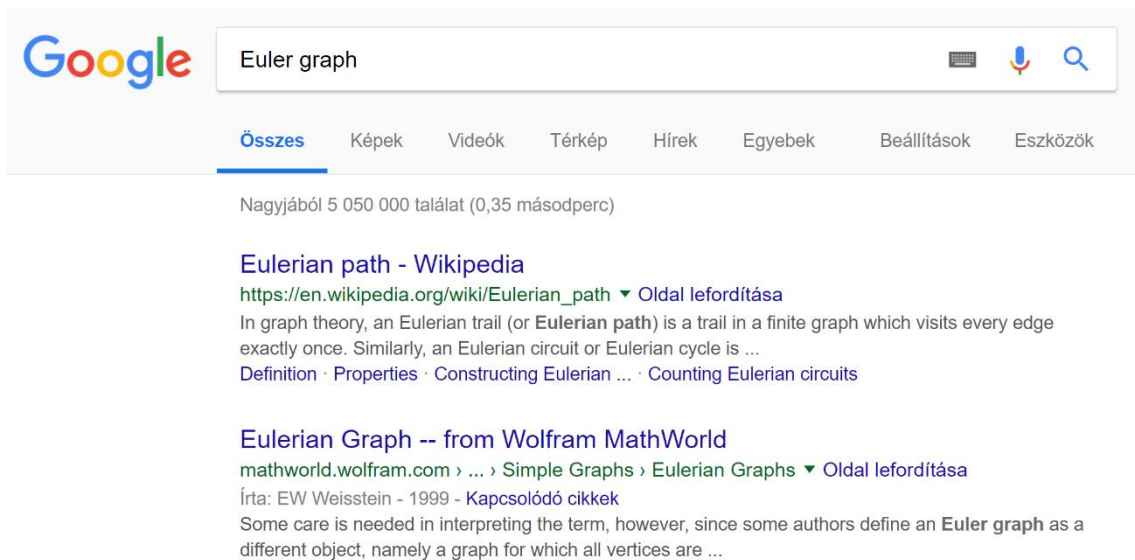 Google
Euler graph
Összes Képek Videók Térkép Hírek Egyebek Beállítások Eszközök
Nagyjából 5 050 000 találat (0,35 másodperc)
Eulerian path - Wikipedia
https://en.wikipedia.org/wiki/Eulerian_path ▼ Oldal lefordítása
In graph theory, an Eulerian trail (or Eulerian path) is a trail in a finite graph which visits every edge
exactly once. Similarly, an Eulerian circuit or Eulerian cycle is ...
Definition · Properties · Constructing Eulerian ... · Counting Eulerian circuits
Eulerian Graph -- from Wolfram MathWorld
mathworld.wolfram.com › ... › Simple Graphs › Eulerian Graphs ▼ Oldal lefordítása
Írta: EW Weisstein - 1999 - Kapcsolódó cikkek
Some care is needed in interpreting the term, however, since some authors define an Euler graph as a
different object, namely a graph for which all vertices are ...